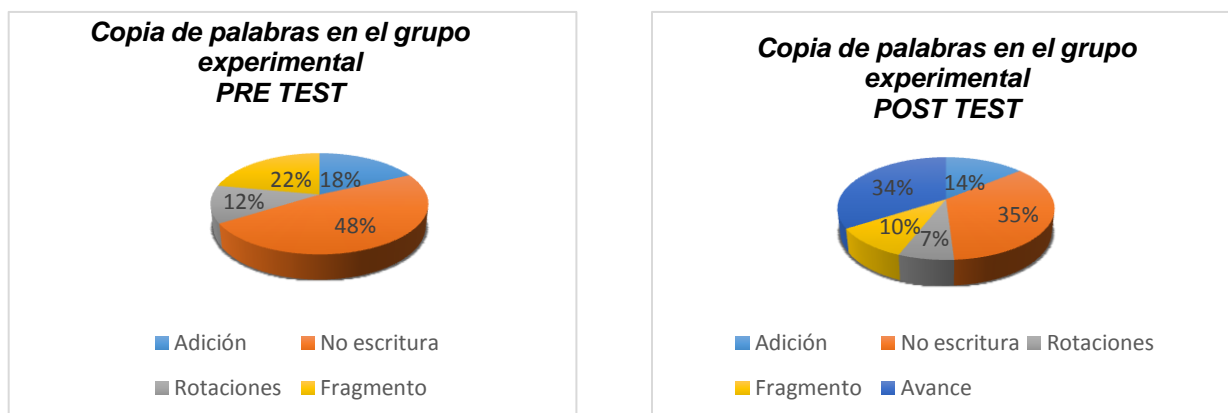 Copia de palabras en el grupo
experimental
PRE TEST
22%
18%
12%
48%
Adición
No escritura
Rotaciones
Fragmento
Copia de palabras en el grupo
experimental
POST TEST
34%
14%
35%
10%
7%
Adición
No escritura
Rotaciones
Fragmento
Avance